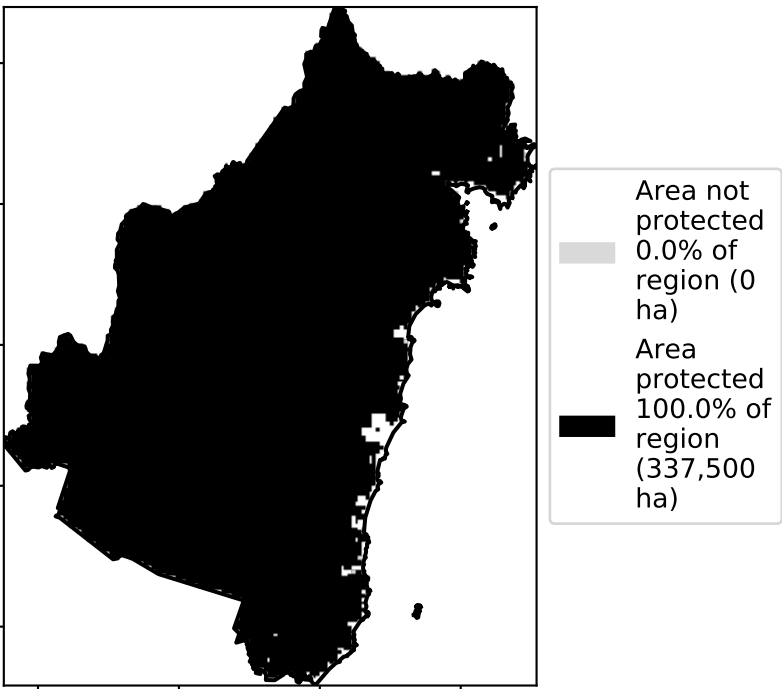 Area not
protected
0.0% of
region (0
ha)
Area
protected
100.0% of
region
(337,500
ha)